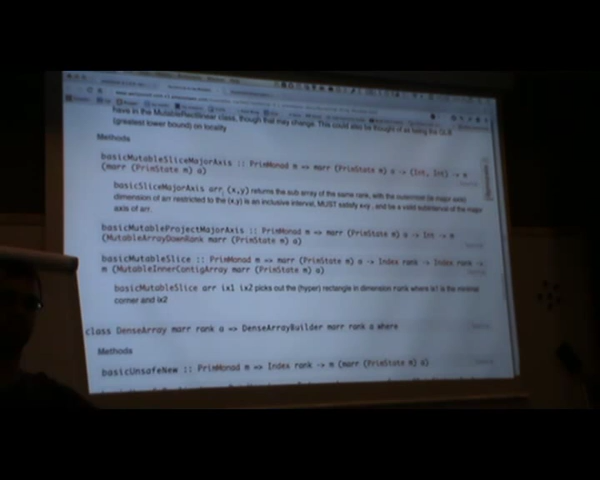 have in the MutableRectilinear class, though that may change. This could also be thought of as being the GLB
(greatest lower bound) on locality
Methods
basicMutableSliceMajorAxis :: PrimMonad m => marr (PrimState m) a -> (Int, Int) -> m
(marr (PrimState m) a)
basicSliceMajorAxis arr (x,y) returns the sub array of the same rank, with the outermost (ie major axis)
dimension of arr restricted to the (x,y) is an inclusive interval, MUST satisfy x<y , and be a valid subinterval of the major
axis of arr.
basicMutableProjectMajorAxis :: PrimMonad m => marr (PrimState m) a -> Int -> m
(MutableArrayDownRank marr (PrimState m) a)
basicMutableSlice :: PrimMonad m => marr (PrimState m) a -> Index rank -> Index rank ->
m (MutableInnerContigArray marr (PrimState m) a)
basicMutableSlice arr ix1 ix2 picks out the (hyper) rectangle in dimension rank where ix1 is the minimal
corner and ix2
class DenseArray marr rank a => DenseArrayBuilder marr rank a where
Methods
basicUnsafeNew :: PrimMonad m => Index rank -> m (marr (PrimState m) a)